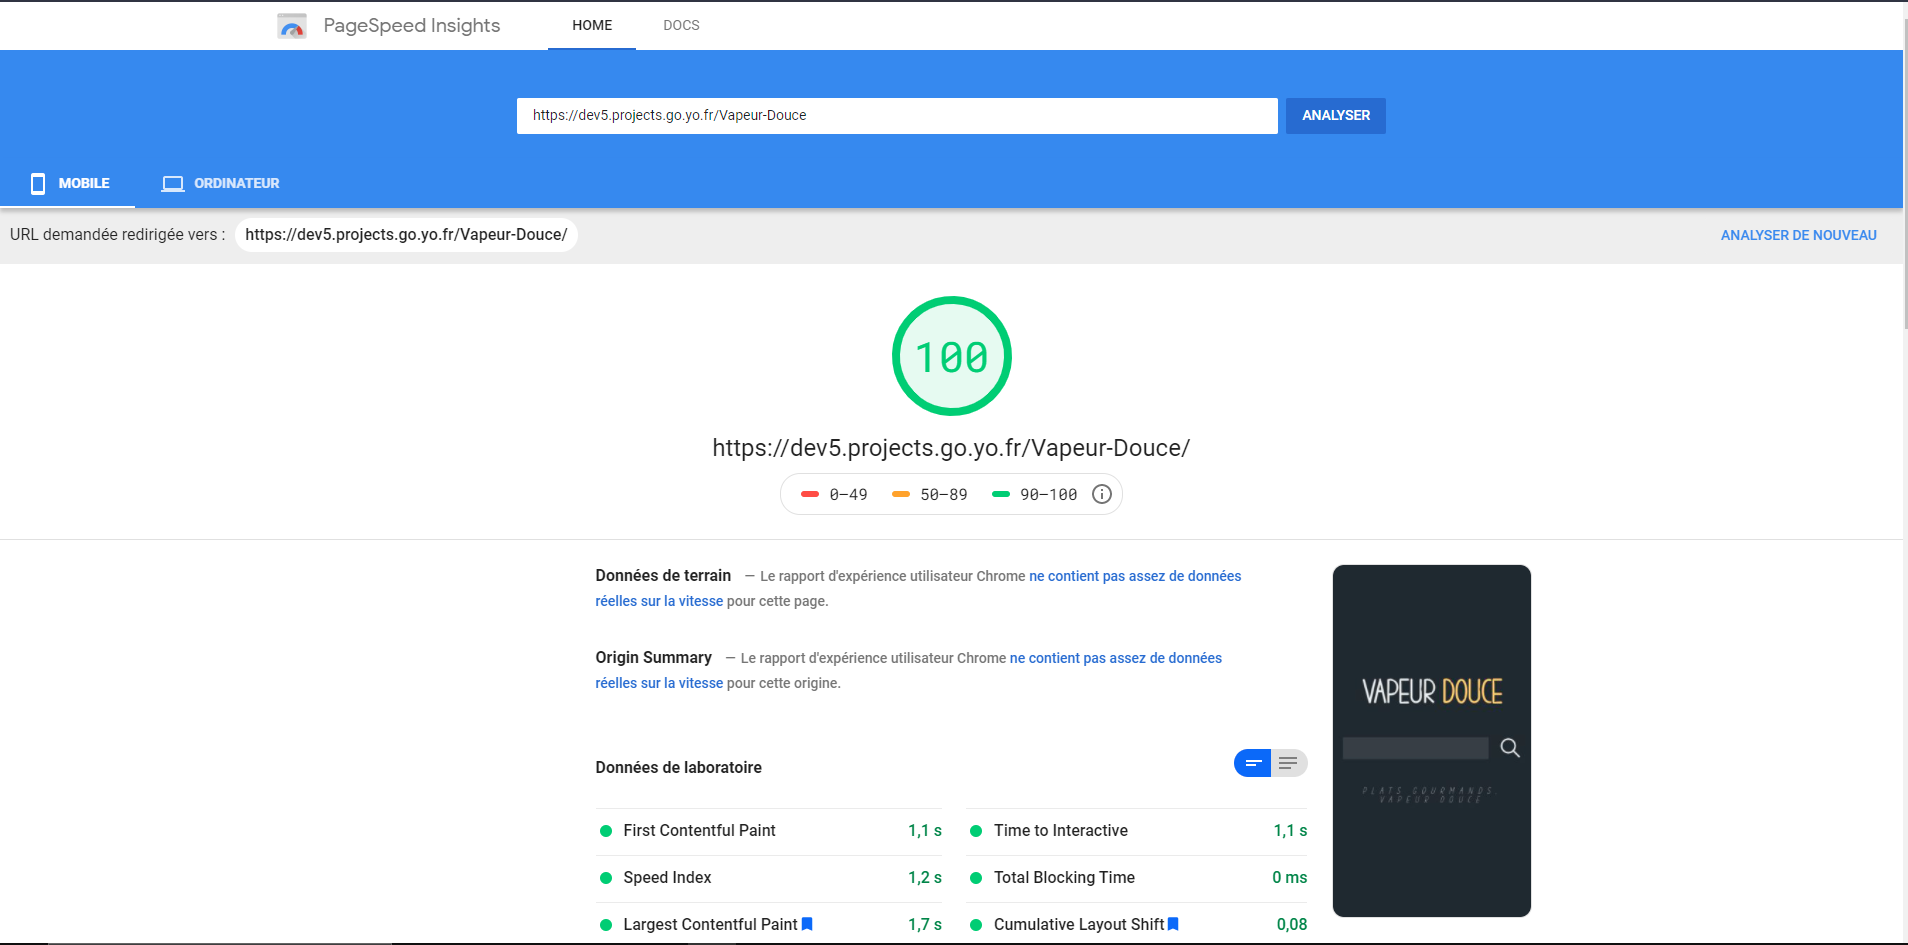 PageSpeed Insights
HOME
DOCS
https://dev5.projects.go.yo.fr/Vapeur-Douce
ANALYSER
MOBILE
ORDINATEUR
URL demandée redirigée vers :
https://dev5.projects.go.yo.fr/Vapeur-Douce/
ANALYSER DE NOUVEAU
100
https://dev5.projects.go.yo.fr/Vapeur-Douce/
0–49
50–89
90–100
Données de terrain — Le rapport d'expérience utilisateur Chrome ne contient pas assez de données
réelles sur la vitesse pour cette page.
Origin Summary — Le rapport d'expérience utilisateur Chrome ne contient pas assez de données
réelles sur la vitesse pour cette origine.
VAPEUR DOUCE
PLATS GOURMANDS.
VAPEUR DOUCE
Données de laboratoire
First Contentful Paint 1,1 s
Time to Interactive 1,1 s
Speed Index 1,2 s
Total Blocking Time 0 ms
Largest Contentful Paint 1,7 s
Cumulative Layout Shift 0,08